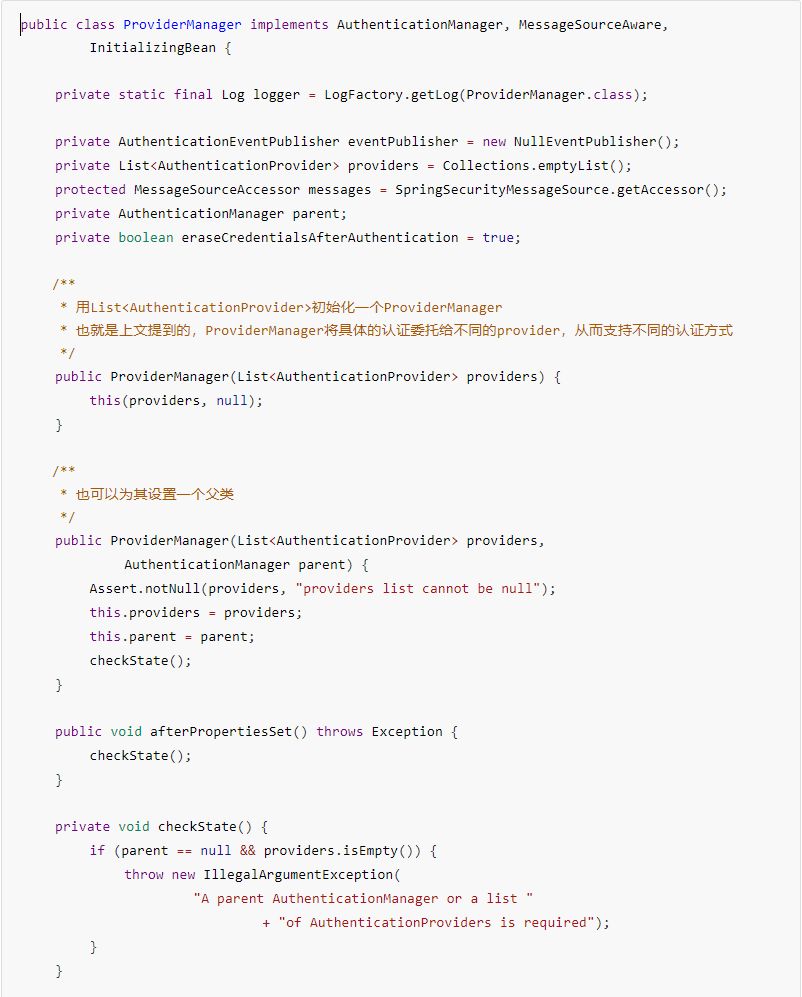 public class ProviderManager implements AuthenticationManager, MessageSourceAware,
        InitializingBean {

    private static final Log logger = LogFactory.getLog(ProviderManager.class);

    private AuthenticationEventPublisher eventPublisher = new NullEventPublisher();
    private List<AuthenticationProvider> providers = Collections.emptyList();
    protected MessageSourceAccessor messages = SpringSecurityMessageSource.getAccessor();
    private AuthenticationManager parent;
    private boolean eraseCredentialsAfterAuthentication = true;

    /**
     * 用List<AuthenticationProvider>初始化一个ProviderManager
     * 也就是上文提到的，ProviderManager将具体的认证委托给不同的provider，从而支持不同的认证方式
     */
    public ProviderManager(List<AuthenticationProvider> providers) {
        this(providers, null);
    }

    /**
     * 也可以为其设置一个父类
     */
    public ProviderManager(List<AuthenticationProvider> providers,
            AuthenticationManager parent) {
        Assert.notNull(providers, "providers list cannot be null");
        this.providers = providers;
        this.parent = parent;
        checkState();
    }

    public void afterPropertiesSet() throws Exception {
        checkState();
    }

    private void checkState() {
        if (parent == null && providers.isEmpty()) {
            throw new IllegalArgumentException(
                    "A parent AuthenticationManager or a list "
                            + "of AuthenticationProviders is required");
        }
    }